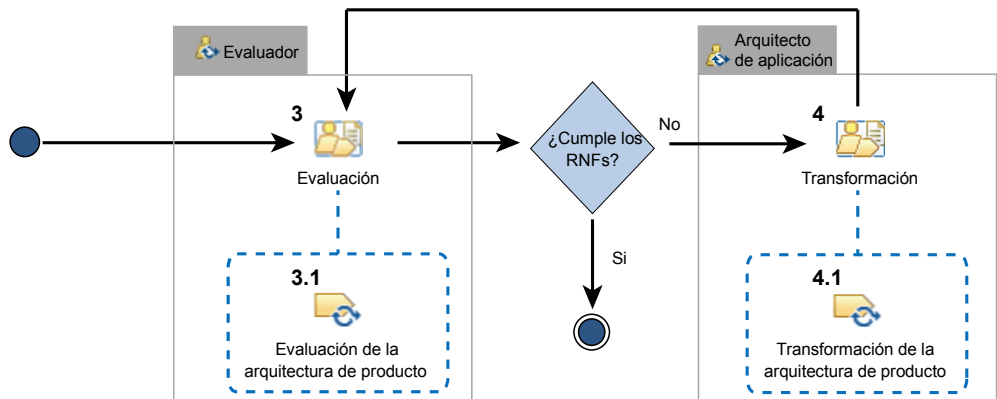 Evaluador
Arquitecto
de aplicación
3
4
¿Cumple los
RNFs?
No
Evaluación
Transformación
Si
3.1
4.1
Evaluación de la
arquitectura de producto
Transformación de la
arquitectura de producto